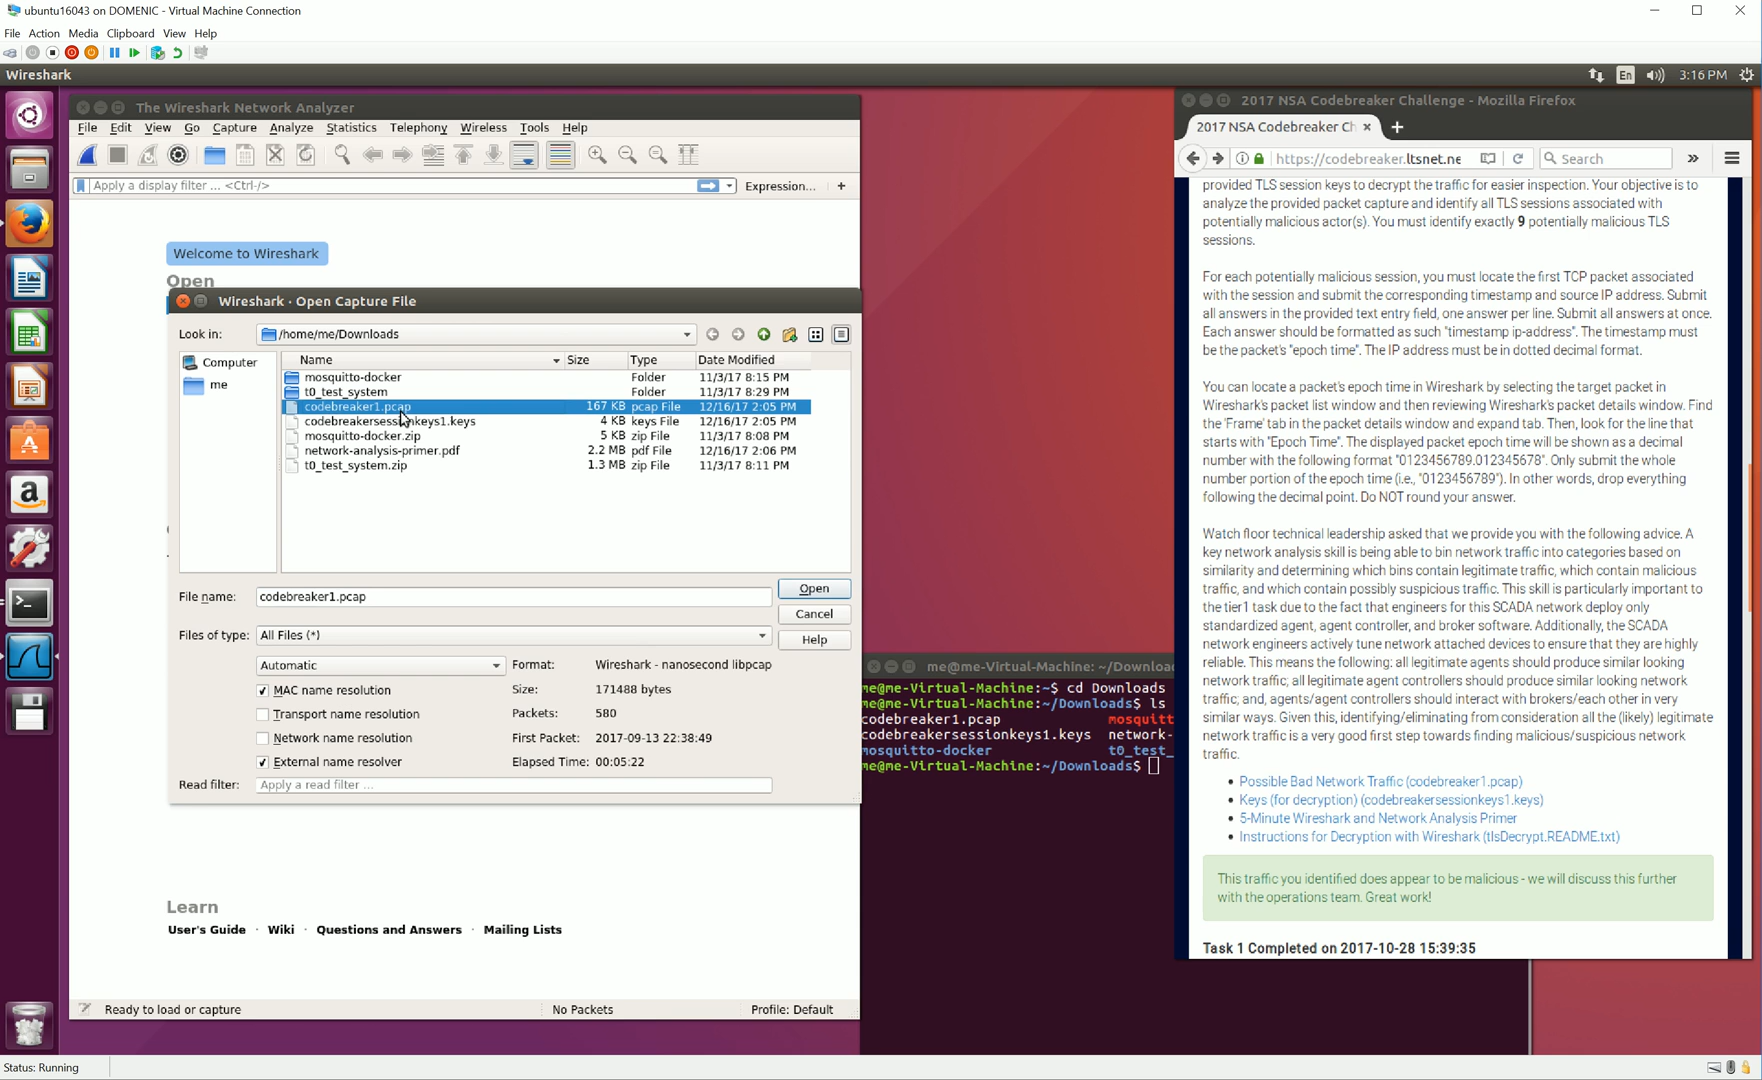 ubuntu16043 on DOMENIC - Virtual Machine Connection
File Action Media Clipboard View Help
Wireshark
En 3:16 PM
The Wireshark Network Analyzer
File Edit View Go Capture Analyze Statistics Telephony Wireless Tools Help
Apply a display filter ... <Ctrl-/>
Expression... +
Welcome to Wireshark
Open
Wireshark · Open Capture File
Look in: /home/me/Downloads
Computer
me
Name Size Type Date Modified
mosquitto-docker Folder 11/3/17 8:15 PM
t0_test_system Folder 11/3/17 8:29 PM
codebreaker1.pcap 167 KB pcap File 12/16/17 2:05 PM
codebreakersessionkeys1.keys 4 KB keys File 12/16/17 2:05 PM
mosquitto-docker.zip 5 KB zip File 11/3/17 8:08 PM
network-analysis-primer.pdf 2.2 MB pdf File 12/16/17 2:06 PM
t0_test_system.zip 1.3 MB zip File 11/3/17 8:11 PM
File name: codebreaker1.pcap
Open
Cancel
Files of type: All Files (*)
Help
Automatic
Format: Wireshark - nanosecond libpcap
MAC name resolution
Size: 171488 bytes
Transport name resolution
Packets: 580
Network name resolution
First Packet: 2017-09-13 22:38:49
External name resolver
Elapsed Time: 00:05:22
Read filter: Apply a read filter ...
Learn
User's Guide · Wiki · Questions and Answers · Mailing Lists
Ready to load or capture No Packets Profile: Default
me@me-Virtual-Machine: ~/Downloa
me@me-Virtual-Machine:~$ cd Downloads
me@me-Virtual-Machine:~/Downloads$ ls
codebreaker1.pcap mosquitt
codebreakersessionkeys1.keys network-
mosquitto-docker t0_test_
me@me-Virtual-Machine:~/Downloads$
2017 NSA Codebreaker Challenge - Mozilla Firefox
2017 NSA Codebreaker Ch × +
https://codebreaker.ltsnet.ne
Search
provided TLS session keys to decrypt the traffic for easier inspection. Your objective is to
analyze the provided packet capture and identify all TLS sessions associated with
potentially malicious actor(s). You must identify exactly 9 potentially malicious TLS
sessions.
For each potentially malicious session, you must locate the first TCP packet associated
with the session and submit the corresponding timestamp and source IP address. Submit
all answers in the provided text entry field, one answer per line. Submit all answers at once.
Each answer should be formatted as such "timestamp ip-address". The timestamp must
be the packet's "epoch time". The IP address must be in dotted decimal format.
You can locate a packet's epoch time in Wireshark by selecting the target packet in
Wireshark's packet list window and then reviewing Wireshark's packet details window. Find
the 'Frame' tab in the packet details window and expand tab. Then, look for the line that
starts with "Epoch Time". The displayed packet epoch time will be shown as a decimal
number with the following format "0123456789.012345678". Only submit the whole
number portion of the epoch time (i.e., "0123456789"). In other words, drop everything
following the decimal point. Do NOT round your answer.
Watch floor technical leadership asked that we provide you with the following advice. A
key network analysis skill is being able to bin network traffic into categories based on
similarity and determining which bins contain legitimate traffic, which contain malicious
traffic, and which contain possibly suspicious traffic. This skill is particularly important to
the tier1 task due to the fact that engineers for this SCADA network deploy only
standardized agent, agent controller, and broker software. Additionally, the SCADA
network engineers actively tune network attached devices to ensure that they are highly
reliable. This means the following: all legitimate agents should produce similar looking
network traffic; all legitimate agent controllers should produce similar looking network
traffic; and, agents/agent controllers should interact with brokers/each other in very
similar ways. Given this, identifying/eliminating from consideration all the (likely) legitimate
network traffic is a very good first step towards finding malicious/suspicious network
traffic.
• Possible Bad Network Traffic (codebreaker1.pcap)
• Keys (for decryption) (codebreakersessionkeys1.keys)
• 5-Minute Wireshark and Network Analysis Primer
• Instructions for Decryption with Wireshark (tlsDecrypt.README.txt)
This traffic you identified does appear to be malicious - we will discuss this further
with the operations team. Great work!
Task 1 Completed on 2017-10-28 15:39:35
Status: Running